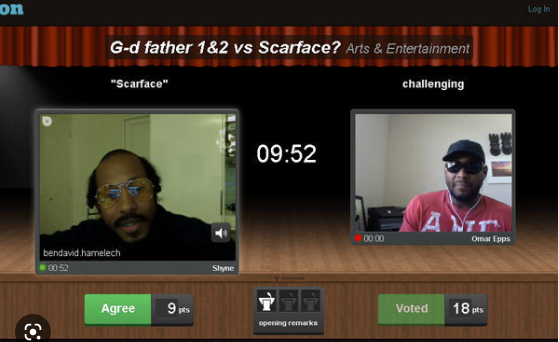 on
Log In
G-d father 1&2 vs Scarface? Arts & Entertainment
"Scarface"
challenging
09:52
bendavid.hamelech
00:52
Shyne
00:00
Omar Epps
Agree
9 pts
opening remarks
Voted
18 pts